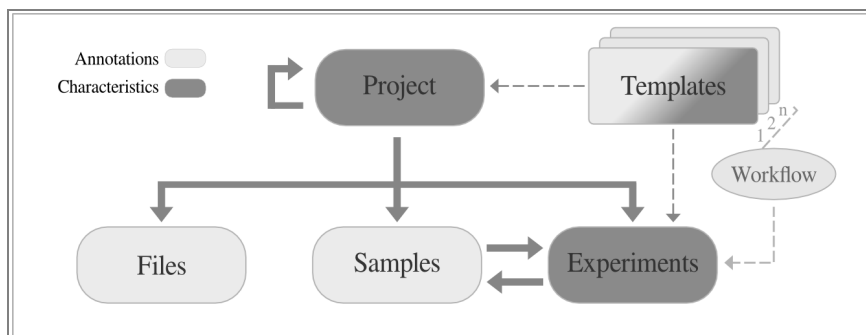 Annotations
Characteristics
Project
Templates
1 2 n
Workflow
Files
Samples
Experiments